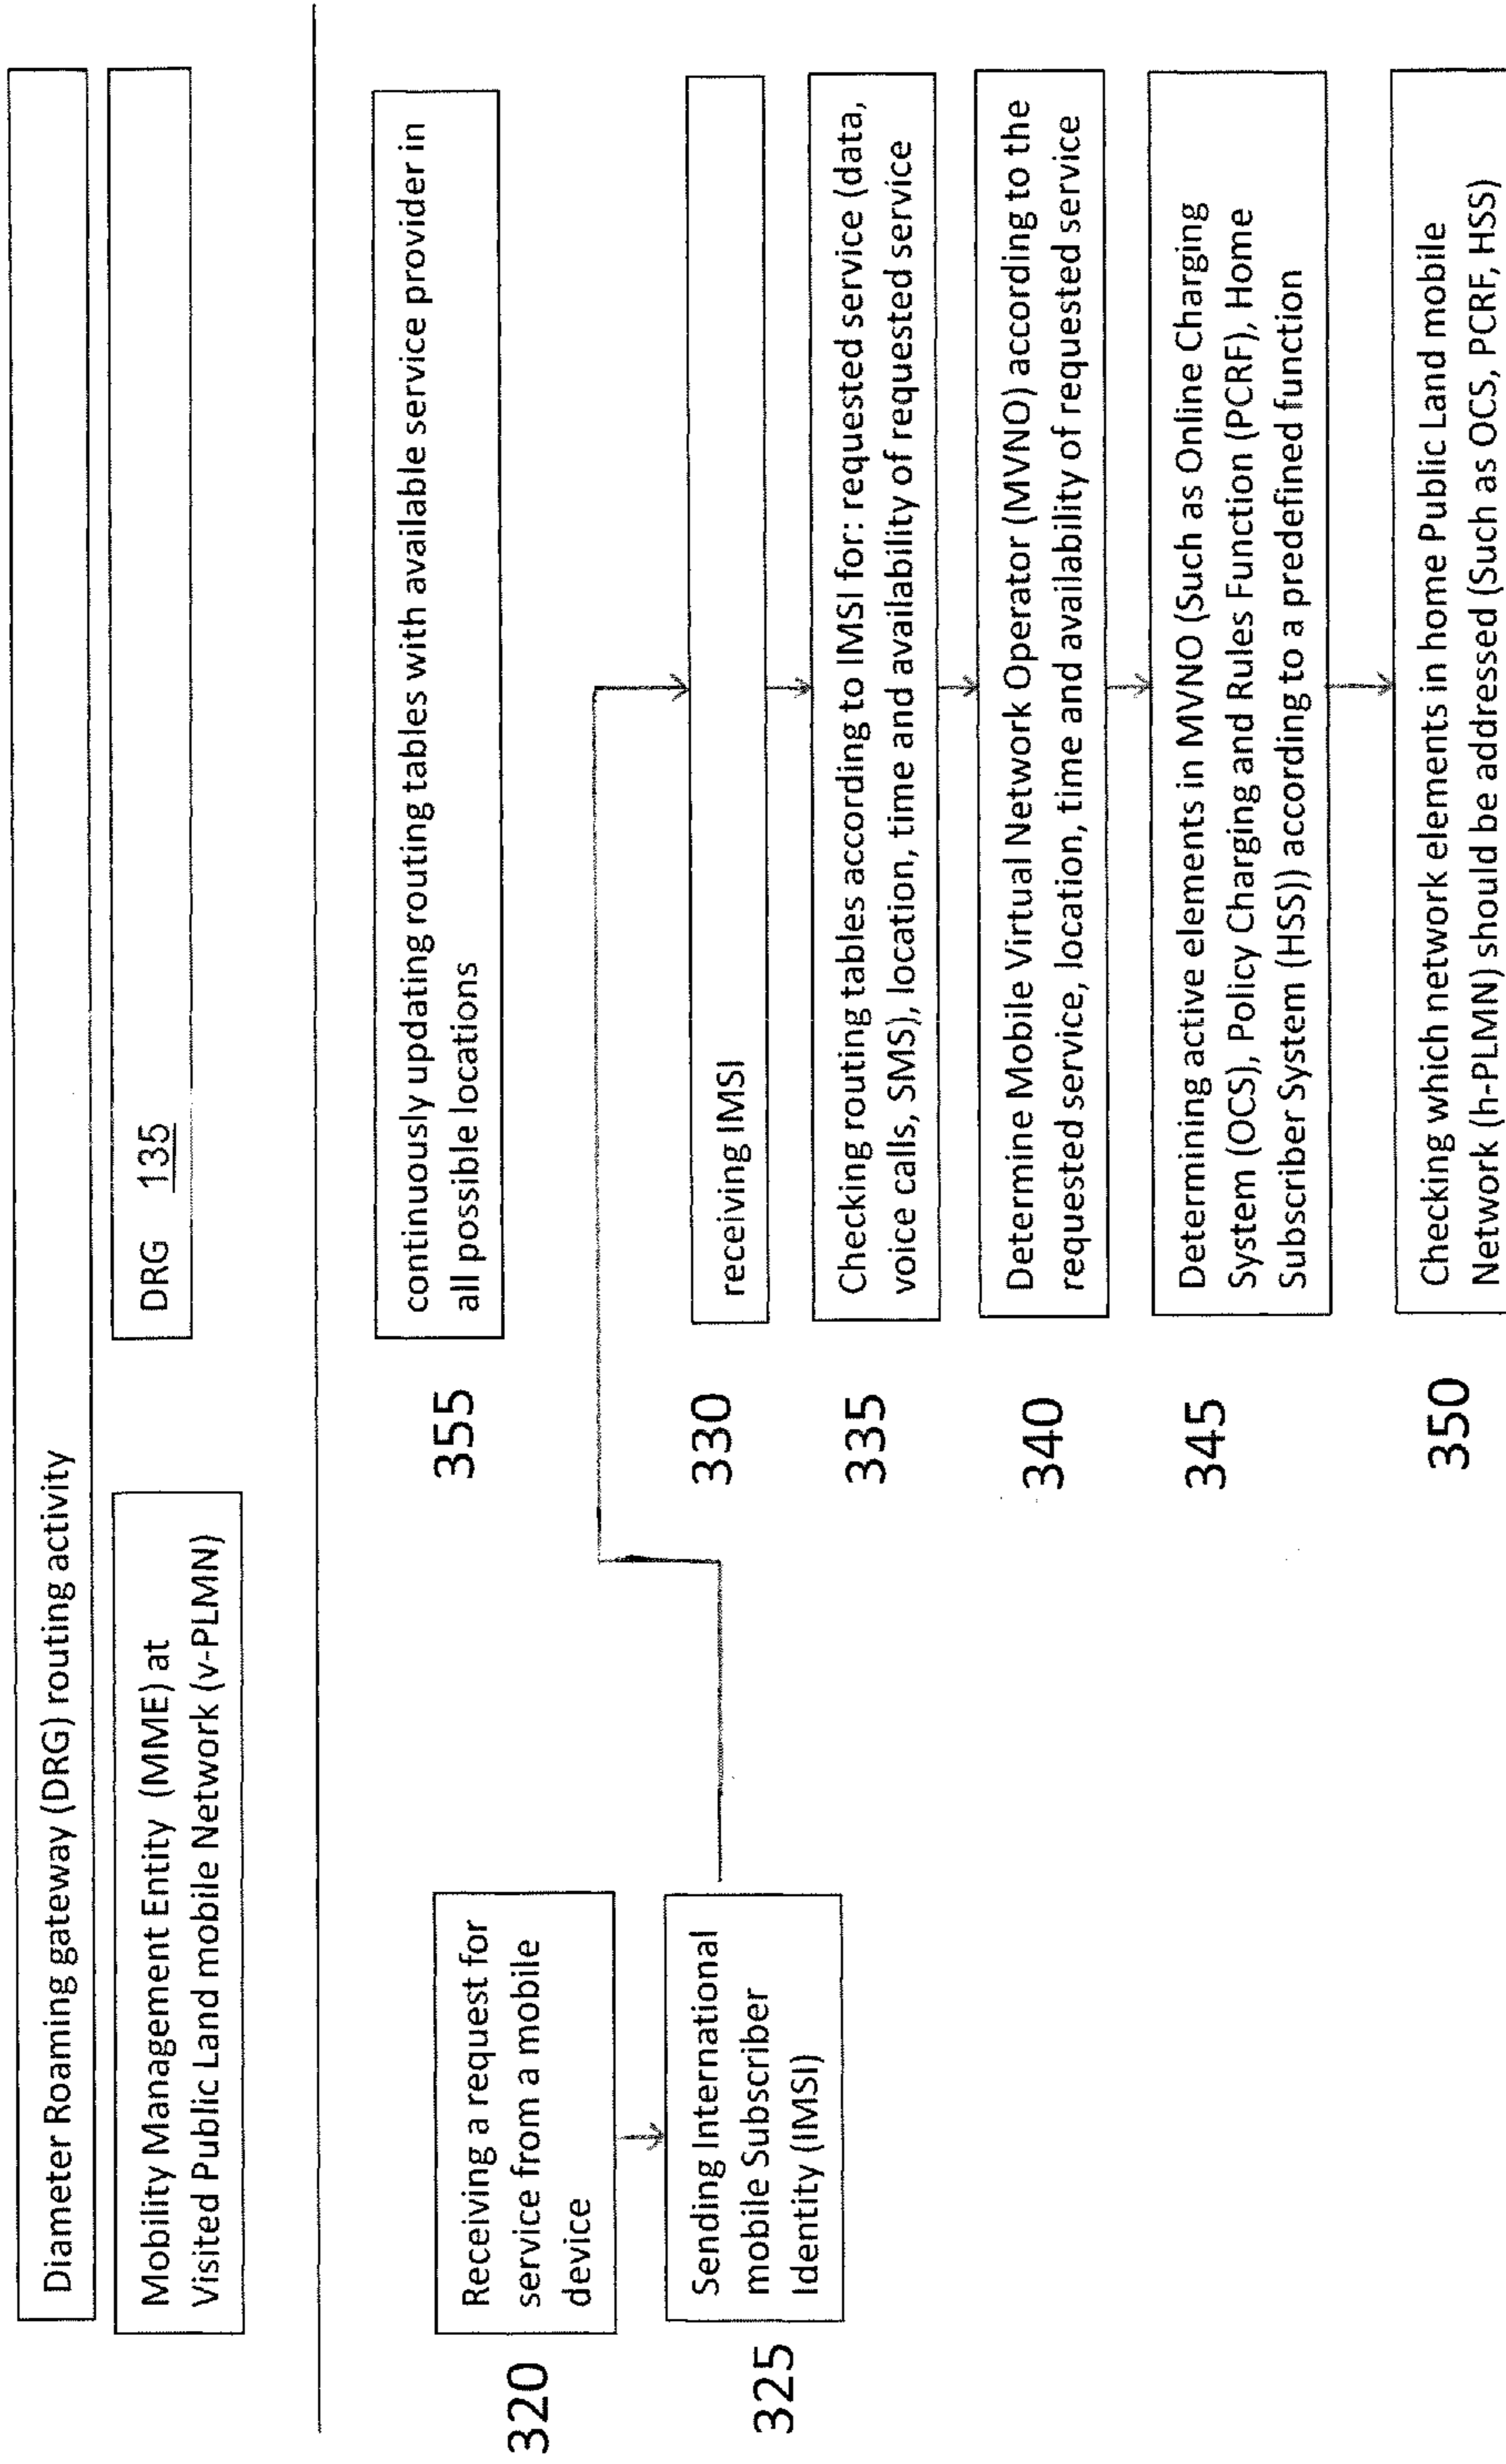 Diameter Roaming gateway (DRG) routing activity
Mobility Management Entity (MME) at
Visited Public Land mobile Network (v-PLMN)
DRG 135
355
continuously updating routing tables with available service provider in
all possible locations
320
Receiving a request for
service from a mobile
device
325
Sending International
mobile Subscriber
Identity (IMSI)
330
receiving IMSI
335
Checking routing tables according to IMSI for: requested service (data,
voice calls, SMS), location, time and availability of requested service
340
Determine Mobile Virtual Network Operator (MVNO) according to the
requested service, location, time and availability of requested service
345
Determining active elements in MVNO (Such as Online Charging
System (OCS), Policy Charging and Rules Function (PCRF), Home
Subscriber System (HSS)) according to a predefined function
350
Checking which network elements in home Public Land mobile
Network (h-PLMN) should be addressed (Such as OCS, PCRF, HSS)